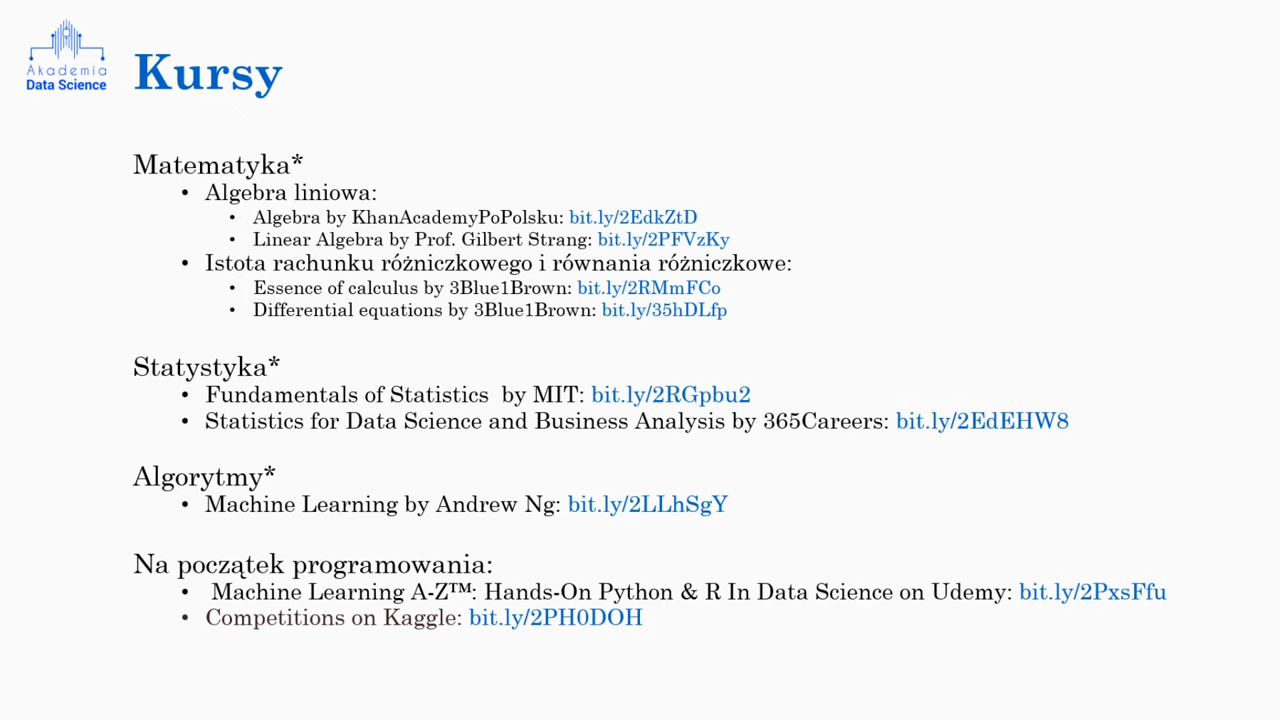 Akademia
Data Science
Kursy
Matematyka*
• Algebra liniowa:
• Algebra by KhanAcademyPoPolsku: bit.ly/2EdkZtD
• Linear Algebra by Prof. Gilbert Strang: bit.ly/2PFVzKy
• Istota rachunku różniczkowego i równania różniczkowe:
• Essence of calculus by 3Blue1Brown: bit.ly/2RMmFCo
• Differential equations by 3Blue1Brown: bit.ly/35hDLfp
Statystyka*
• Fundamentals of Statistics by MIT: bit.ly/2RGpbu2
• Statistics for Data Science and Business Analysis by 365Careers: bit.ly/2EdEHW8
Algorytmy*
• Machine Learning by Andrew Ng: bit.ly/2LLhSgY
Na początek programowania:
• Machine Learning A-Z™: Hands-On Python & R In Data Science on Udemy: bit.ly/2PxsFfu
• Competitions on Kaggle: bit.ly/2PH0DOH